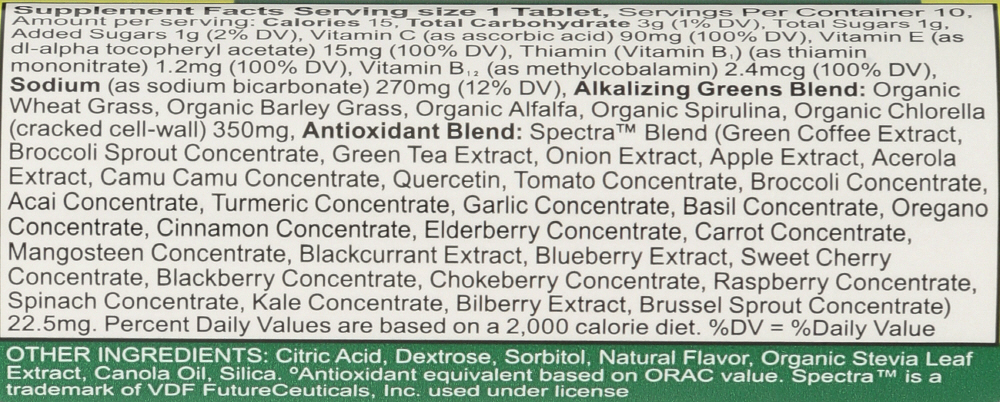 Supplement Facts Serving size 1 Tablet, Servings Per Container 10,
Amount per serving: Calories 15, Total Carbohydrate 3g (1% DV), Total Sugars 1g,
Added Sugars 1g (2% DV), Vitamin C (as ascorbic acid) 90mg (100% DV), Vitamin E (as
dl-alpha tocopheryl acetate) 15mg (100% DV), Thiamin (Vitamin B₁) (as thiamin
mononitrate) 1.2mg (100% DV), Vitamin B₁₂ (as methylcobalamin) 2.4mcg (100% DV),
Sodium (as sodium bicarbonate) 270mg (12% DV), Alkalizing Greens Blend: Organic
Wheat Grass, Organic Barley Grass, Organic Alfalfa, Organic Spirulina, Organic Chlorella
(cracked cell-wall) 350mg, Antioxidant Blend: Spectra™ Blend (Green Coffee Extract,
Broccoli Sprout Concentrate, Green Tea Extract, Onion Extract, Apple Extract, Acerola
Extract, Camu Camu Concentrate, Quercetin, Tomato Concentrate, Broccoli Concentrate,
Acai Concentrate, Turmeric Concentrate, Garlic Concentrate, Basil Concentrate, Oregano
Concentrate, Cinnamon Concentrate, Elderberry Concentrate, Carrot Concentrate,
Mangosteen Concentrate, Blackcurrant Extract, Blueberry Extract, Sweet Cherry
Concentrate, Blackberry Concentrate, Chokeberry Concentrate, Raspberry Concentrate,
Spinach Concentrate, Kale Concentrate, Bilberry Extract, Brussel Sprout Concentrate)
22.5mg. Percent Daily Values are based on a 2,000 calorie diet. %DV = %Daily Value
OTHER INGREDIENTS: Citric Acid, Dextrose, Sorbitol, Natural Flavor, Organic Stevia Leaf
Extract, Canola Oil, Silica. ºAntioxidant equivalent based on ORAC value. Spectra™ is a
trademark of VDF FutureCeuticals, Inc. used under license